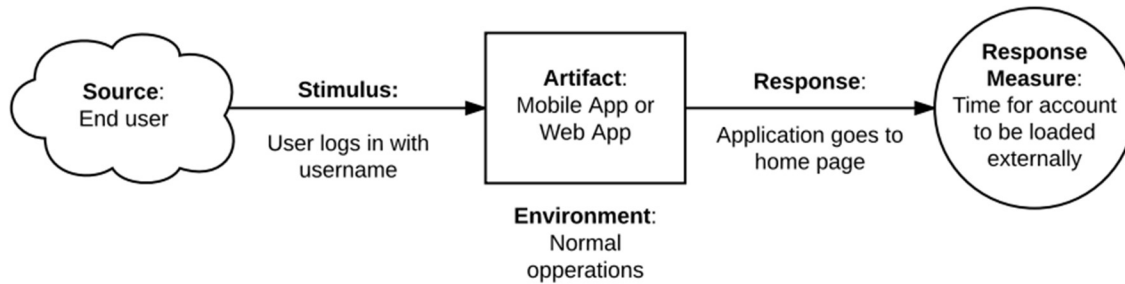 Source:
End user
Stimulus:
User logs in with
username
Artifact:
Mobile App or
Web App
Environment:
Normal
opperations
Response:
Application goes to
home page
Response
Measure:
Time for account
to be loaded
externally